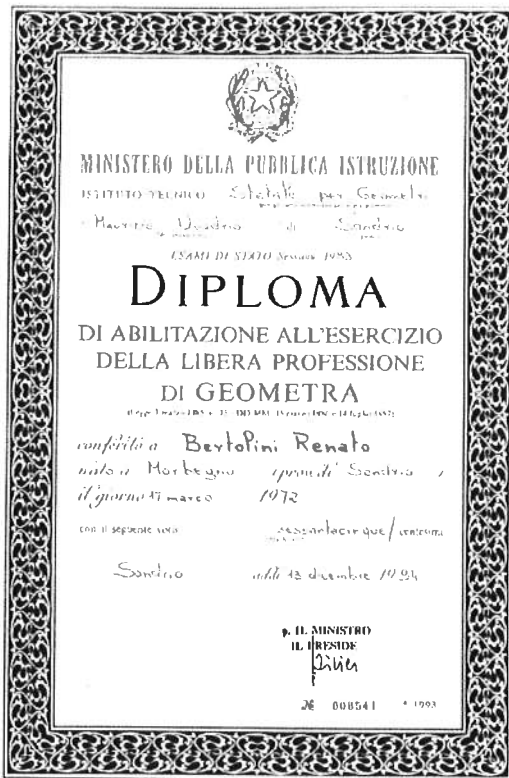 MINISTERO DELLA PUBBLICA ISTRUZIONE
ISTITUTO TECNICO Statale per Geometri
di Sondrio
ESAMI DI STATO Sessione 1993
DIPLOMA
DI ABILITAZIONE ALL'ESERCIZIO
DELLA LIBERA PROFESSIONE
DI GEOMETRA
conferito a Bertolini Renato
nato a Morbegno Sondrio
il giorno 17 marzo 1972
con il seguente voto sessantacinque/
Sondrio addì 13 dicembre 1994
p. IL MINISTRO
IL PRESIDE
№ 008541 * 1993